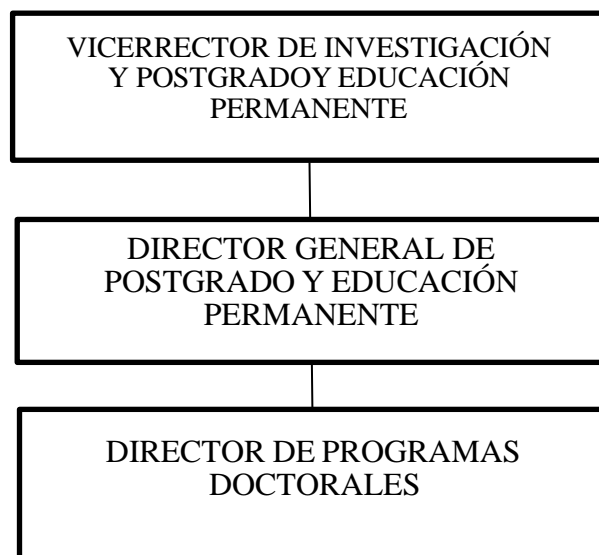 VICERRECTOR DE INVESTIGACIÓN
Y POSTGRADOY EDUCACIÓN
PERMANENTE
DIRECTOR GENERAL DE
POSTGRADO Y EDUCACIÓN
PERMANENTE
DIRECTOR DE PROGRAMAS
DOCTORALES